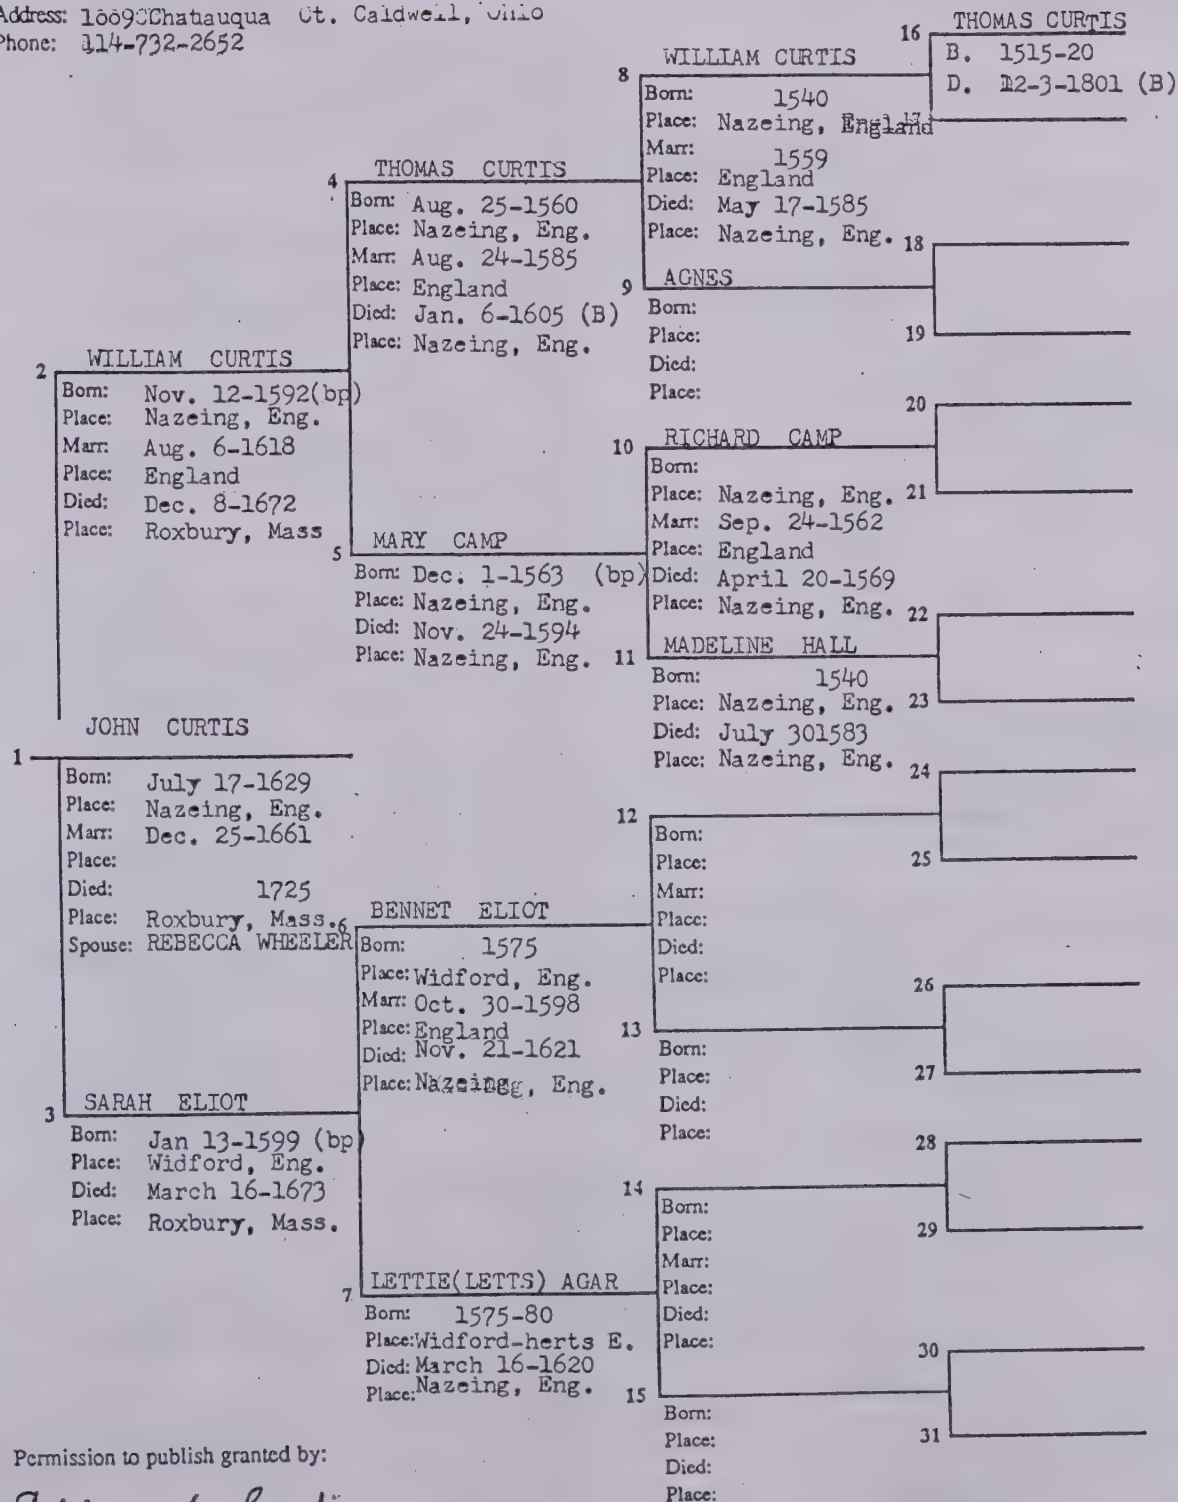 Address: 1009C Chatauqua Ct. Caldwell, Ohio
Phone: 114-732-2652
16 THOMAS CURTIS
B. 1515-20
D. 12-3-1801 (B)
17
8 WILLIAM CURTIS
Born: 1540
Place: Nazeing, England
Marr: 1559
Place: England
Died: May 17-1585
Place: Nazeing, Eng.
18
4 THOMAS CURTIS
Born: Aug. 25-1560
Place: Nazeing, Eng.
Marr: Aug. 24-1585
Place: England
Died: Jan. 6-1605 (B)
Place: Nazeing, Eng.
9 AGNES
Born:
Place:
Died:
Place:
19
2 WILLIAM CURTIS
Born: Nov. 12-1592(bp)
Place: Nazeing, Eng.
Marr: Aug. 6-1618
Place: England
Died: Dec. 8-1672
Place: Roxbury, Mass
20
10 RICHARD CAMP
Born:
Place: Nazeing, Eng.
Marr: Sep. 24-1562
Place: England
Died: April 20-1569
Place: Nazeing, Eng.
21
5 MARY CAMP
Born: Dec. 1-1563 (bp)
Place: Nazeing, Eng.
Died: Nov. 24-1594
Place: Nazeing, Eng.
22
11 MADELINE HALL
Born: 1540
Place: Nazeing, Eng.
Died: July 301583
Place: Nazeing, Eng.
23
1 JOHN CURTIS
Born: July 17-1629
Place: Nazeing, Eng.
Marr: Dec. 25-1661
Place:
Died: 1725
Place: Roxbury, Mass.
Spouse: REBECCA WHEELER
24
12
Born:
Place:
Marr:
Place:
Died:
Place:
25
6 BENNET ELIOT
Born: 1575
Place: Widford, Eng.
Marr: Oct. 30-1598
Place: England
Died: Nov. 21-1621
Place: Nazeingg, Eng.
26
13
Born:
Place:
Died:
Place:
27
3 SARAH ELIOT
Born: Jan 13-1599 (bp)
Place: Widford, Eng.
Died: March 16-1673
Place: Roxbury, Mass.
28
14
Born:
Place:
Marr:
Place:
Died:
Place:
29
7 LETTIE(LETTS) AGAR
Born: 1575-80
Place: Widford-herts E.
Died: March 16-1620
Place: Nazeing, Eng.
30
15
Born:
Place:
Died:
Place:
31
Permission to publish granted by: